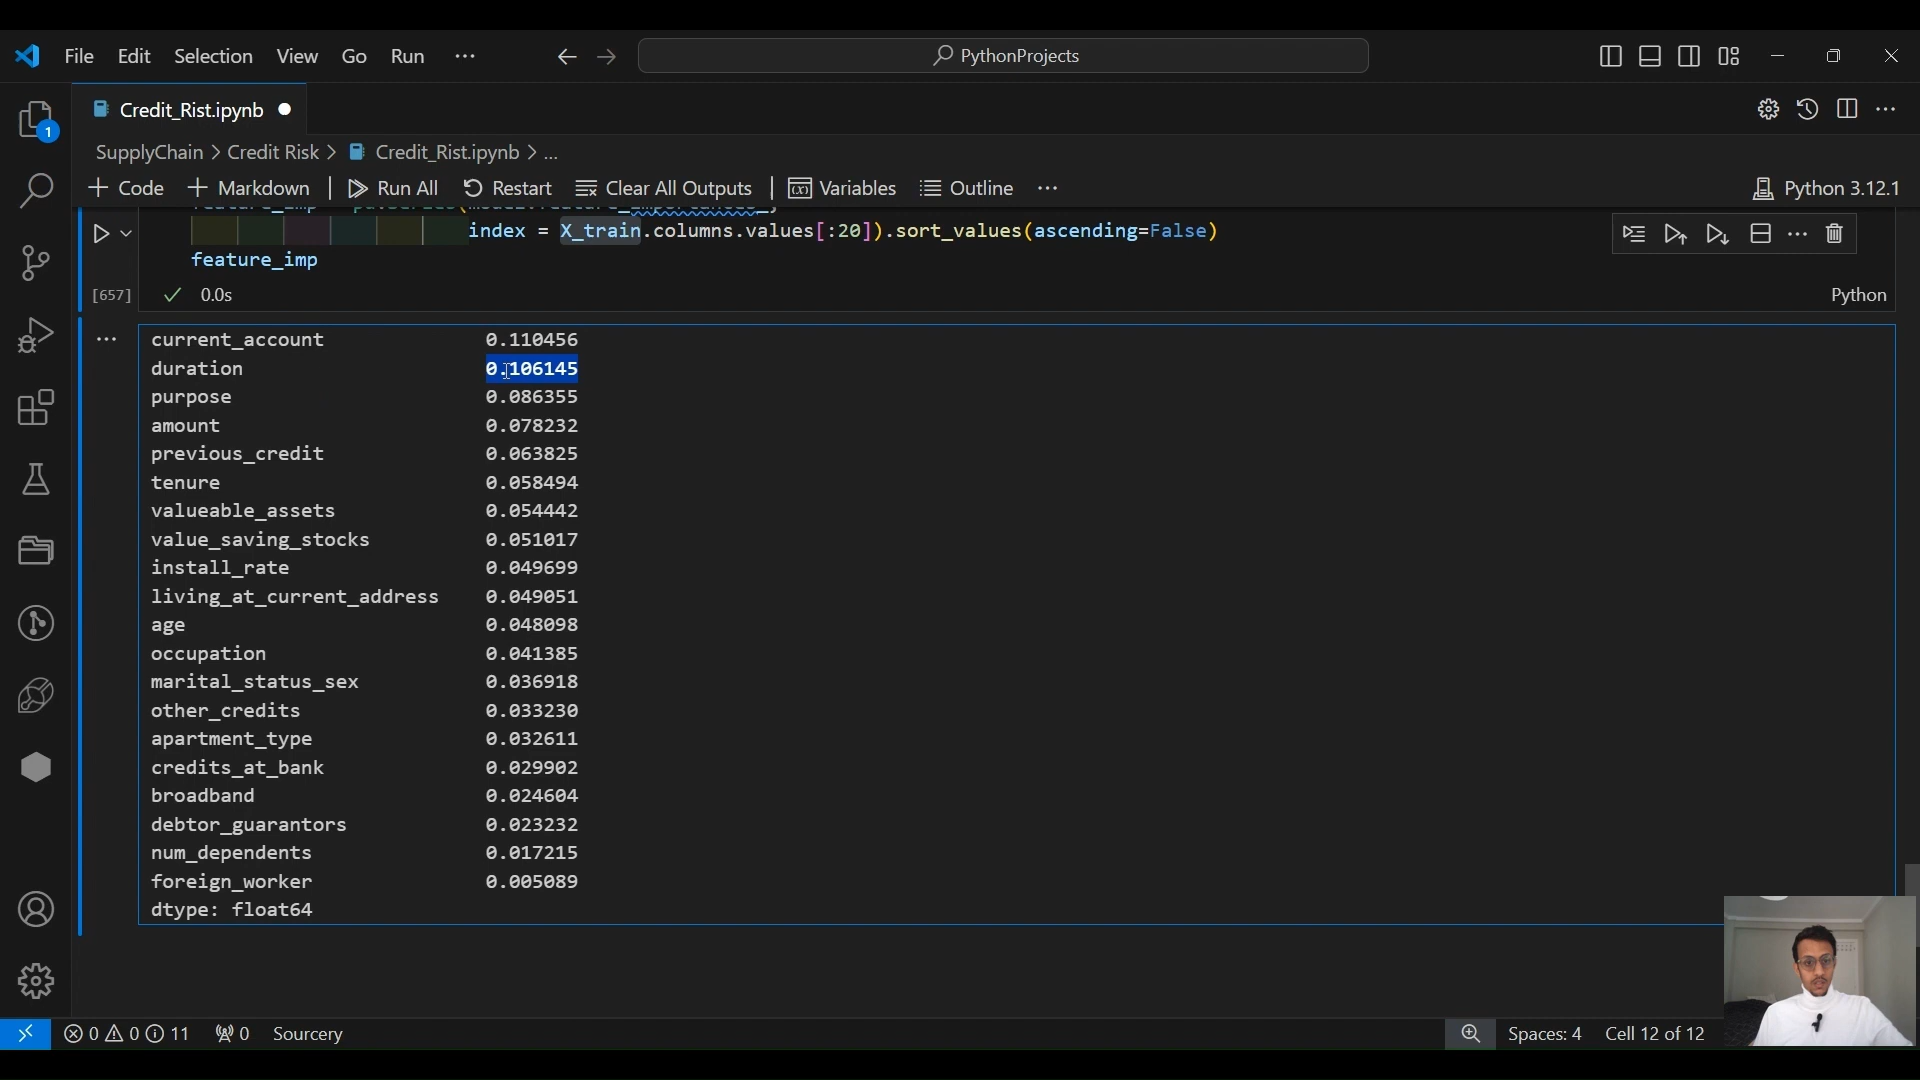 File Edit Selection View Go Run ...
PythonProjects
Credit_Rist.ipynb
1
SupplyChain > Credit Risk > Credit_Rist.ipynb > ...
+ Code + Markdown | Run All Restart Clear All Outputs | Variables Outline ... Python 3.12.1
index = X_train.columns.values[:20]).sort_values(ascending=False)
feature_imp
[657] 0.0s Python
current_account 0.110456
duration 0.106145
purpose 0.086355
amount 0.078232
previous_credit 0.063825
tenure 0.058494
valueable_assets 0.054442
value_saving_stocks 0.051017
install_rate 0.049699
living_at_current_address 0.049051
age 0.048098
occupation 0.041385
marital_status_sex 0.036918
other_credits 0.033230
apartment_type 0.032611
credits_at_bank 0.029902
broadband 0.024604
debtor_guarantors 0.023232
num_dependents 0.017215
foreign_worker 0.005089
dtype: float64
0 0 11 0 Sourcery Spaces: 4 Cell 12 of 12